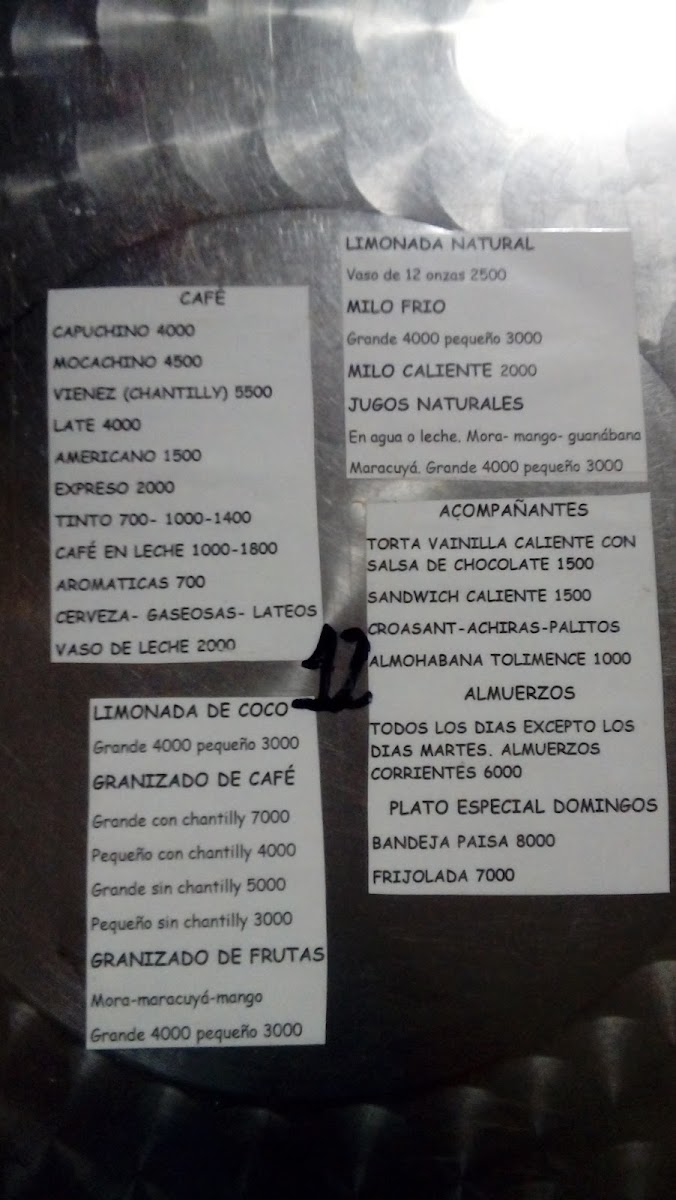 CAFÉ
CAPUCHINO 4000
MOCACHINO 4500
VIENEZ (CHANTILLY) 5500
LATE 4000
AMERICANO 1500
EXPRESO 2000
TINTO 700- 1000-1400
CAFÉ EN LECHE 1000-1800
AROMATICAS 700
CERVEZA- GASEOSAS- LATEOS
VASO DE LECHE 2000
LIMONADA NATURAL
Vaso de 12 onzas 2500
MILO FRIO
Grande 4000 pequeño 3000
MILO CALIENTE 2000
JUGOS NATURALES
En agua o leche. Mora- mango- guanábana
Maracuyá. Grande 4000 pequeño 3000
12
LIMONADA DE COCO
Grande 4000 pequeño 3000
GRANIZADO DE CAFÉ
Grande con chantilly 7000
Pequeño con chantilly 4000
Grande sin chantilly 5000
Pequeño sin chantilly 3000
GRANIZADO DE FRUTAS
Mora-maracuyá-mango
Grande 4000 pequeño 3000
ACOMPAÑANTES
TORTA VAINILLA CALIENTE CON
SALSA DE CHOCOLATE 1500
SANDWICH CALIENTE 1500
CROASANT-ACHIRAS-PALITOS
ALMOHABANA TOLIMENCE 1000
ALMUERZOS
TODOS LOS DIAS EXCEPTO LOS
DIAS MARTES. ALMUERZOS
CORRIENTES 6000
PLATO ESPECIAL DOMINGOS
BANDEJA PAISA 8000
FRIJOLADA 7000